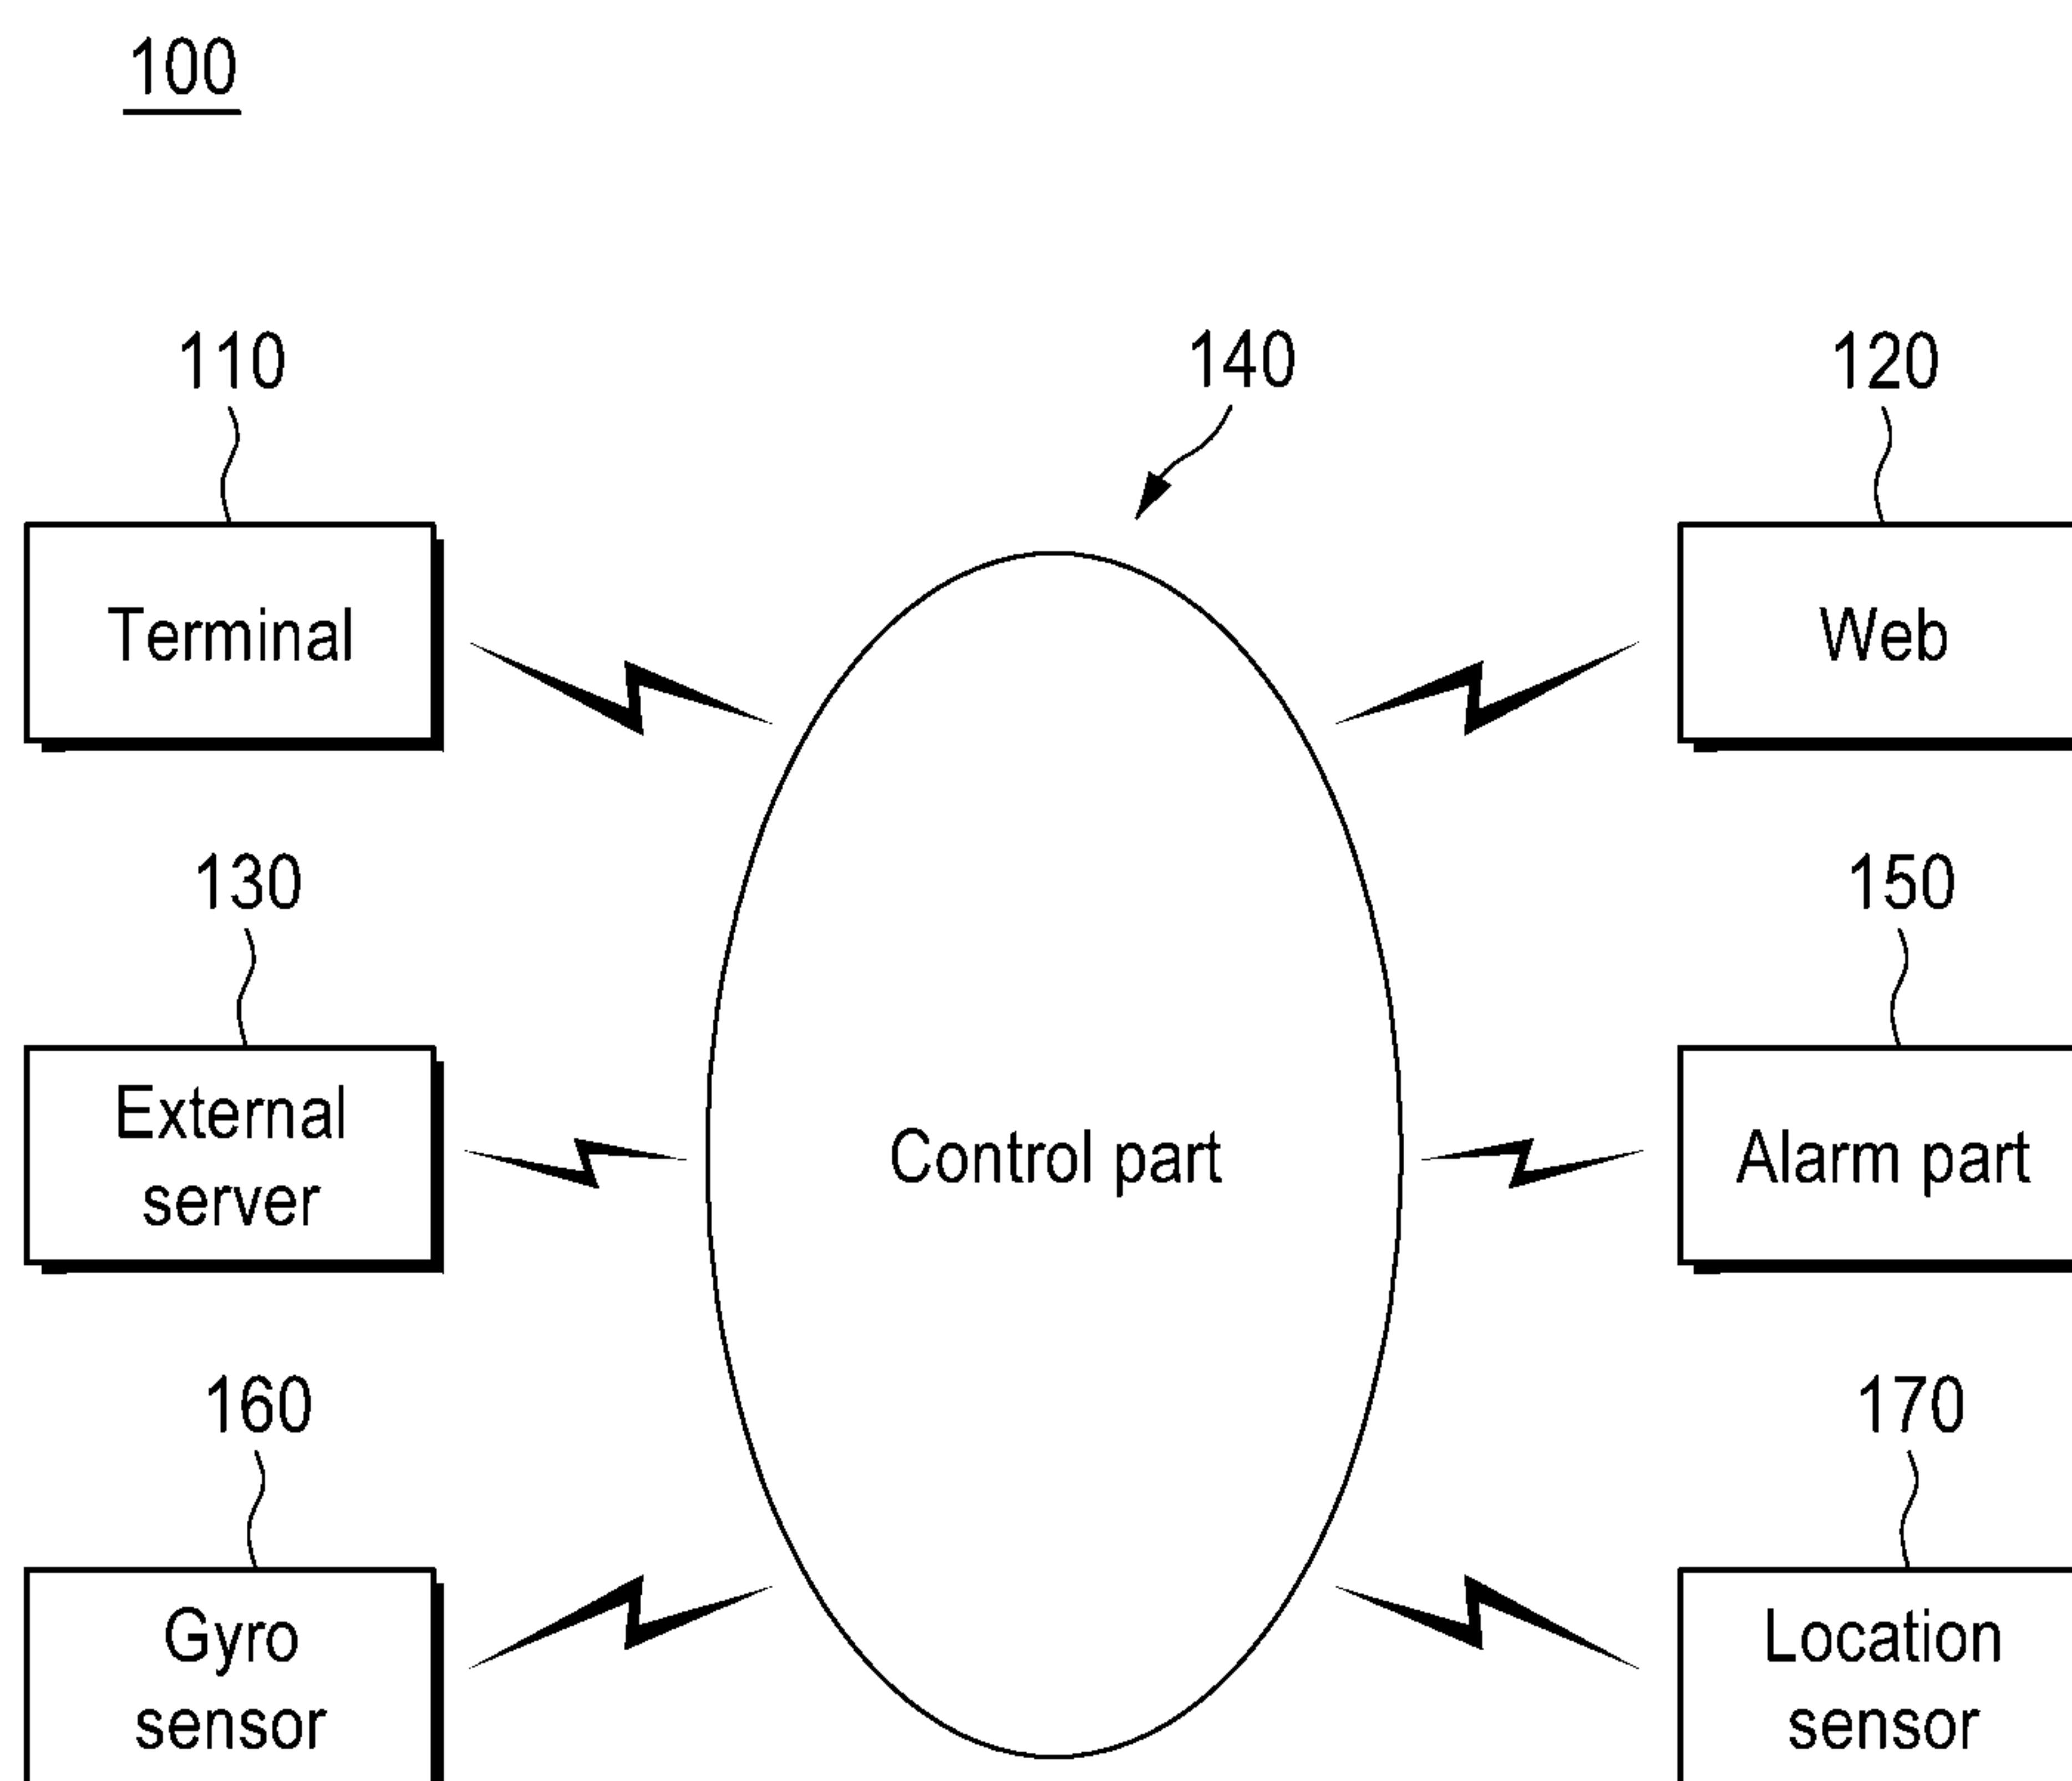 100
110
140
120
Terminal
Web
130
150
External
server
Control part
Alarm part
160
170
Gyro
sensor
Location
sensor